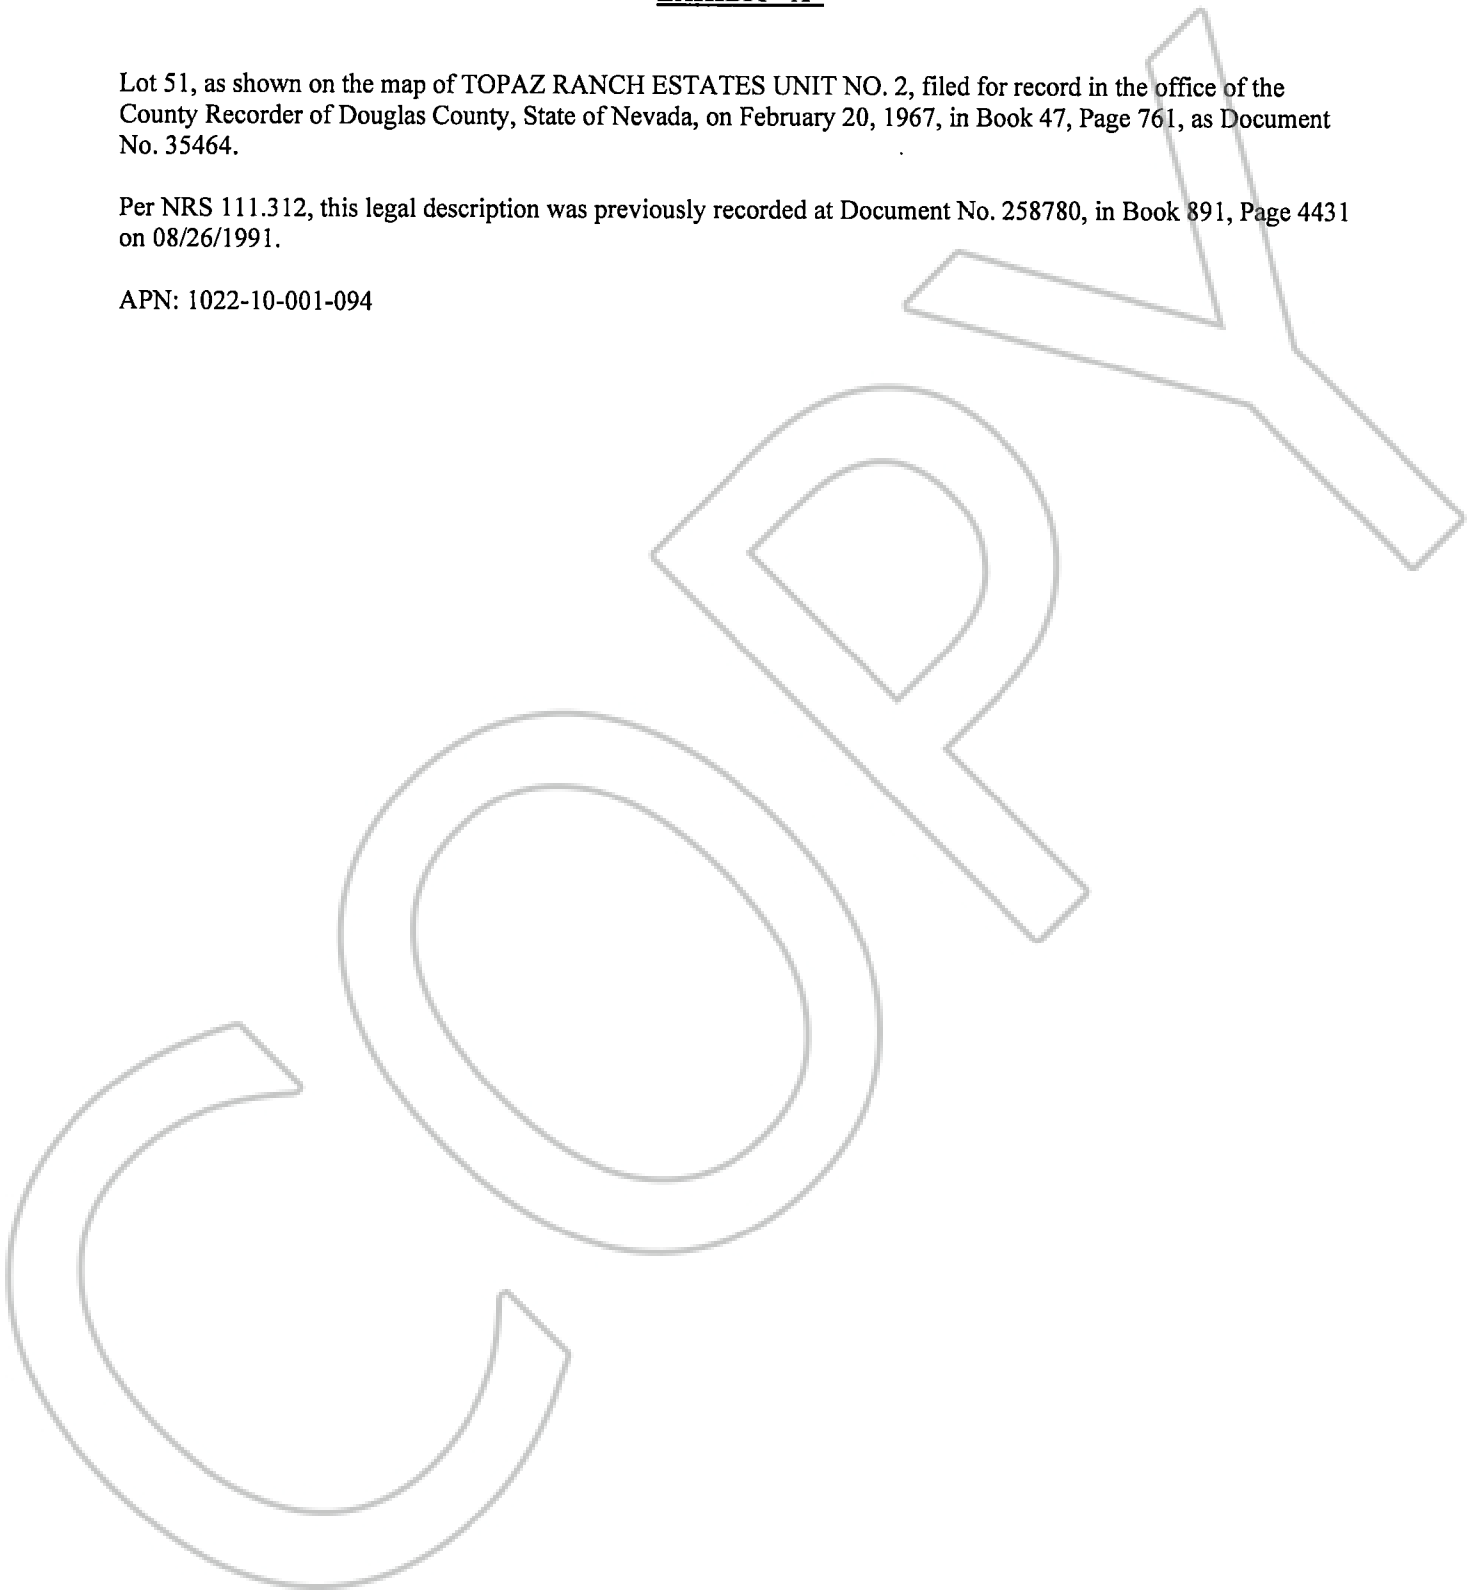 Lot 51, as shown on the map of TOPAZ RANCH ESTATES UNIT NO. 2, filed for record in the office of the
County Recorder of Douglas County, State of Nevada, on February 20, 1967, in Book 47, Page 761, as Document
No. 35464.
Per NRS 111.312, this legal description was previously recorded at Document No. 258780, in Book 891, Page 4431
on 08/26/1991.
APN: 1022-10-001-094
COPY